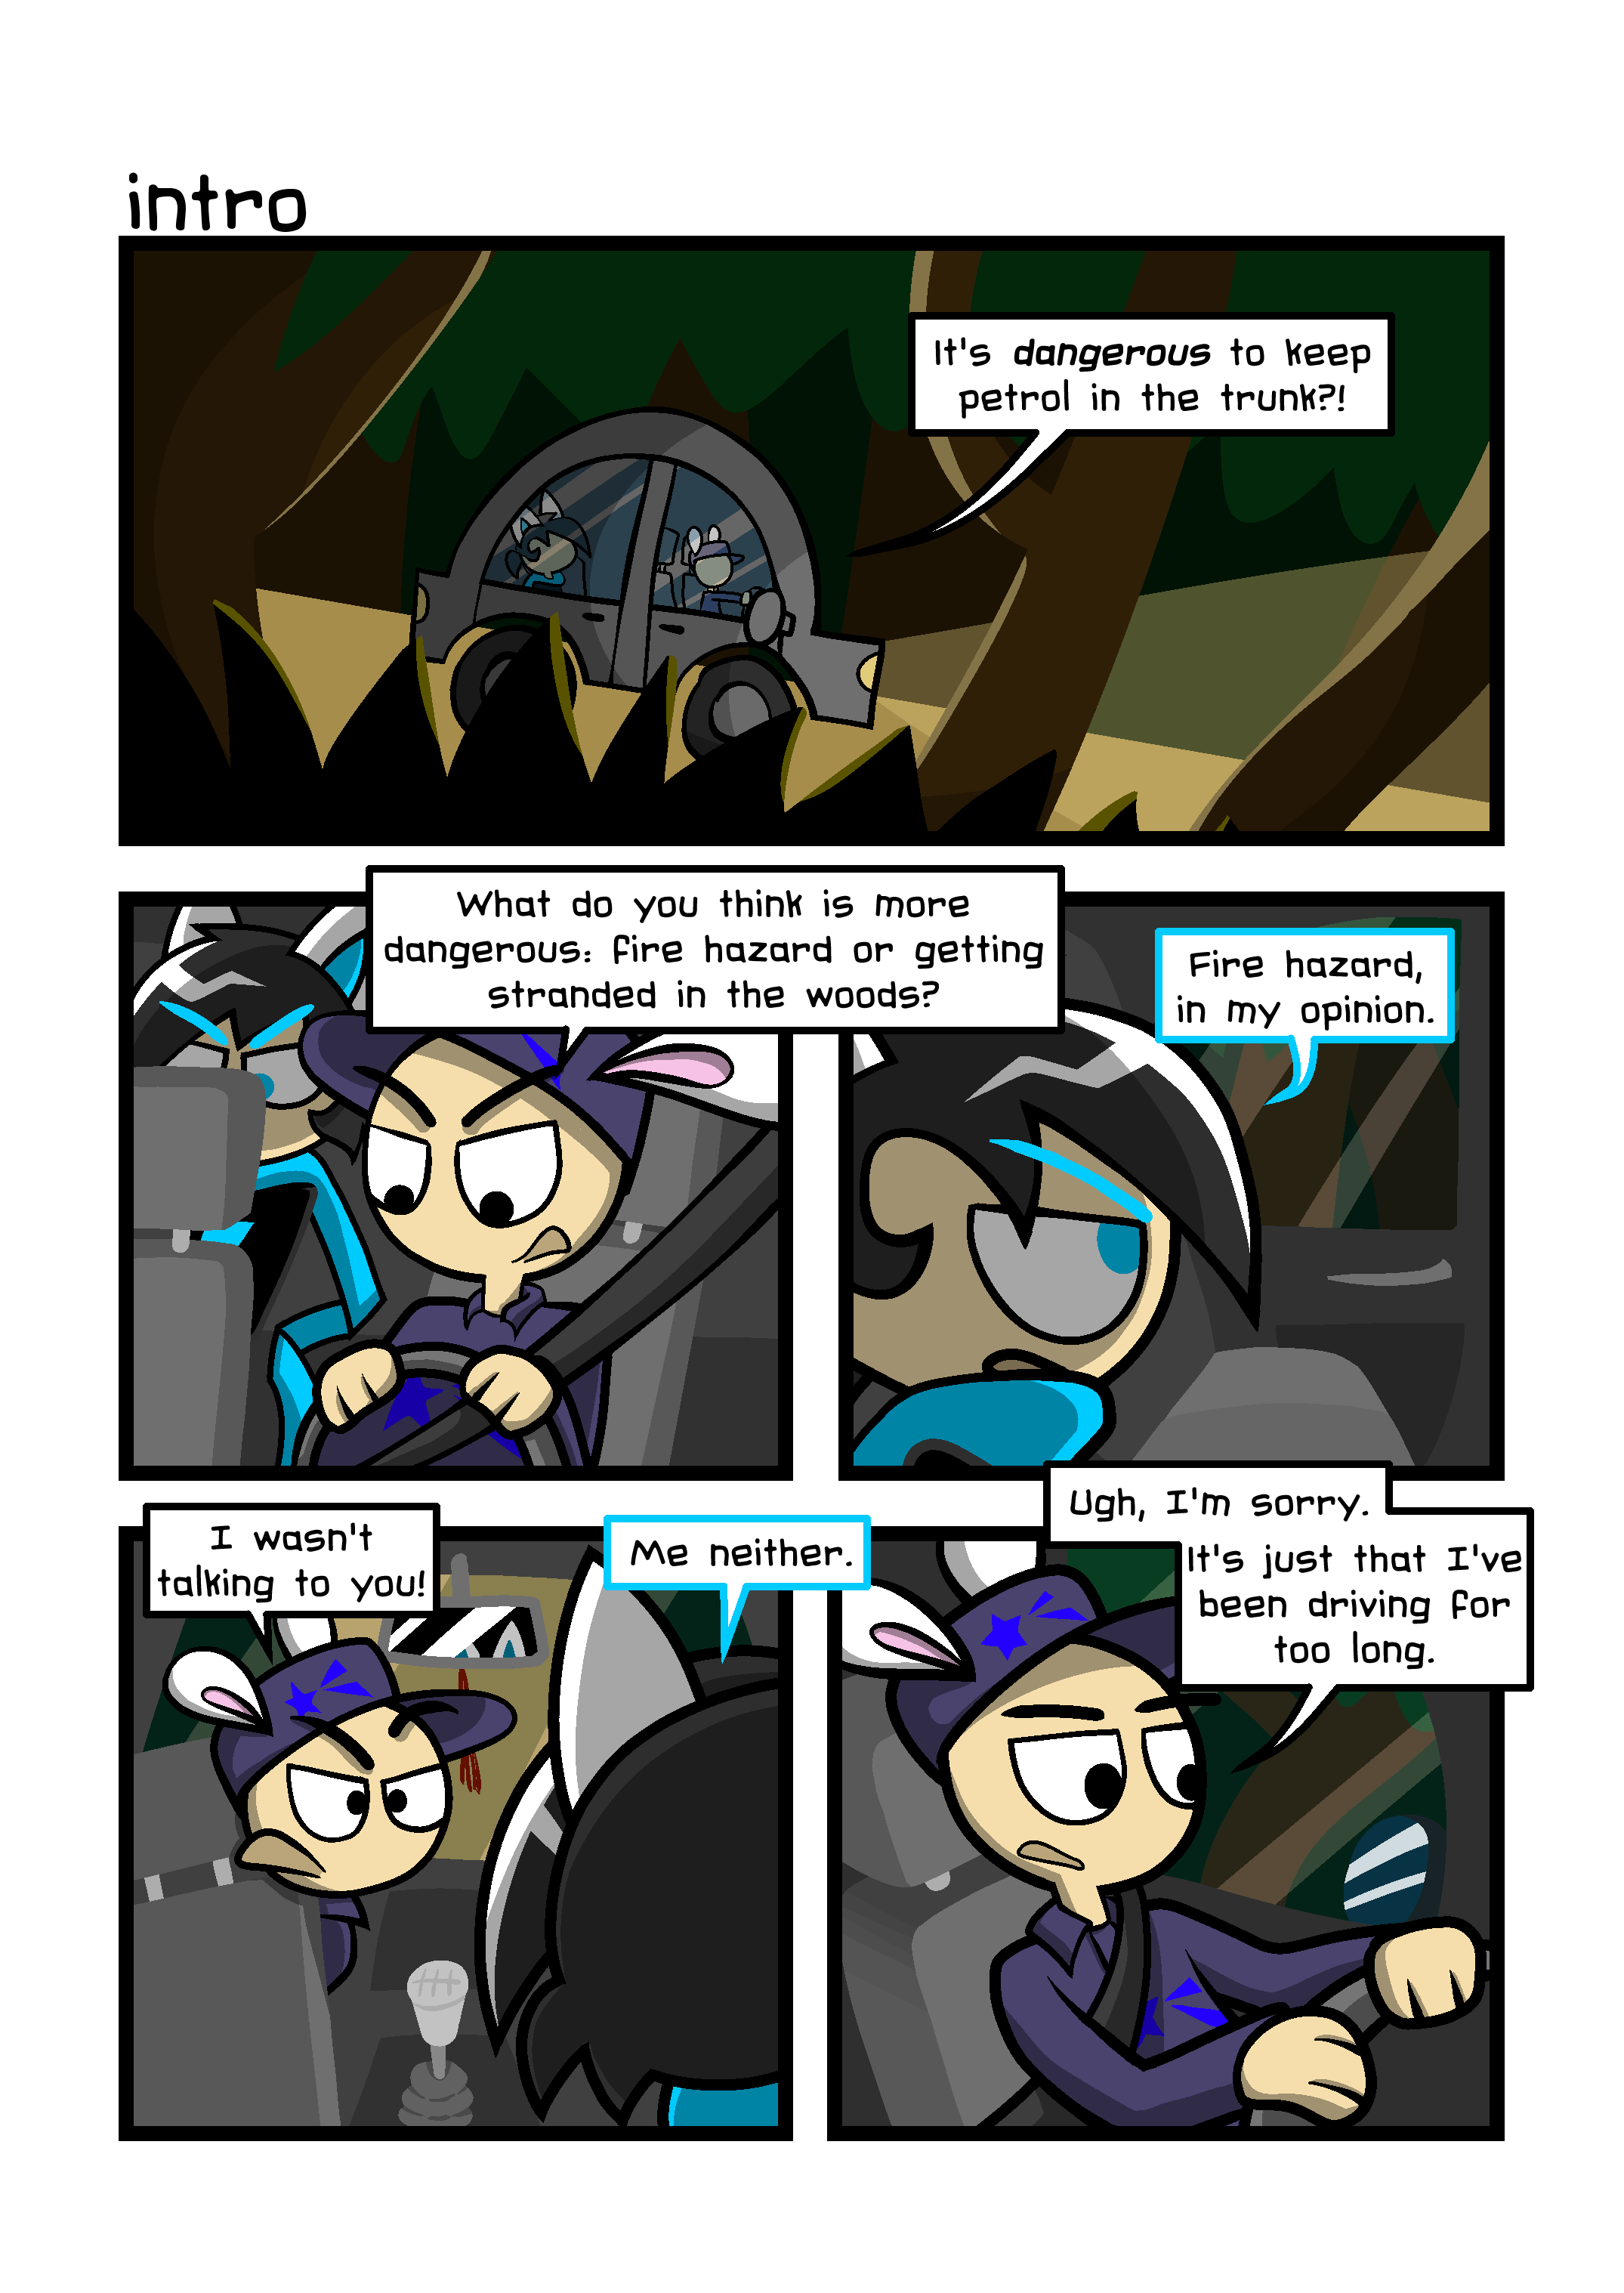 intro
It's dangerous to keep
petrol in the trunk?!
What do you think is more
dangerous: fire hazard or getting
stranded in the woods?
Fire hazard,
in my opinion.
I wasn't
talking to you!
Me neither.
Ugh, I'm sorry.
It's just that I've
been driving for
too long.